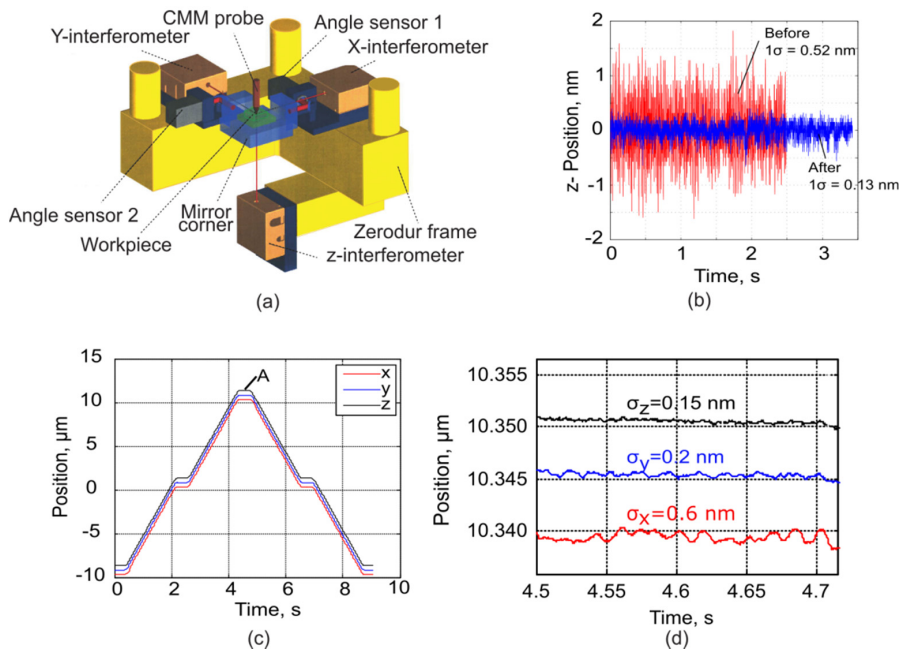 CMM probe
Angle sensor 1
Y-interferometer
X-interferometer
Angle sensor 2
Mirror
corner
Workpiece
Zerodur frame
z-interferometer
(a)
z- Position, nm
2
1
0
-1
-2
Before
1σ = 0.52 nm
After
1σ = 0.13 nm
0 1 2 3
Time, s
(b)
Position, µm
15
10
5
0
-5
-10
A
x
y
z
0 2 4 6 8 10
Time, s
(c)
Position, µm
10.355
10.350
10.345
10.340
σz=0.15 nm
σy=0.2 nm
σx=0.6 nm
4.5 4.55 4.6 4.65 4.7
Time, s
(d)